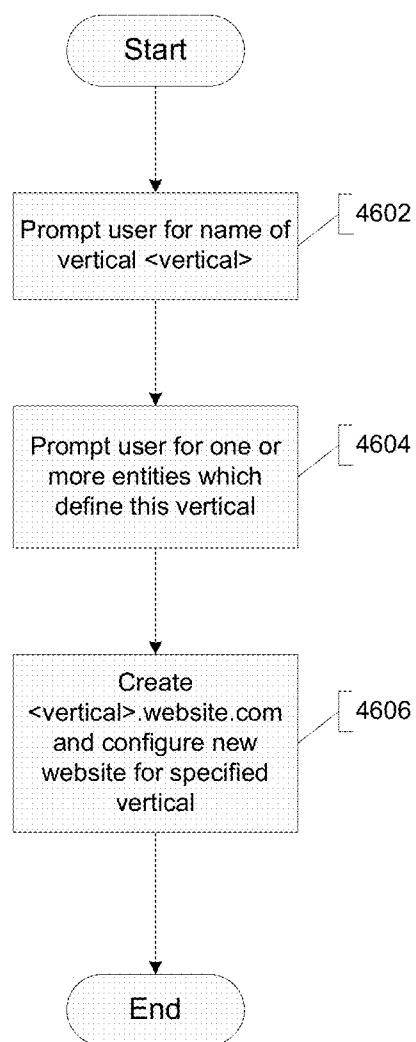 Start
Prompt user for name of
vertical <vertical>
4602
Prompt user for one or
more entities which
define this vertical
4604
Create
<vertical>.website.com
and configure new
website for specified
vertical
4606
End